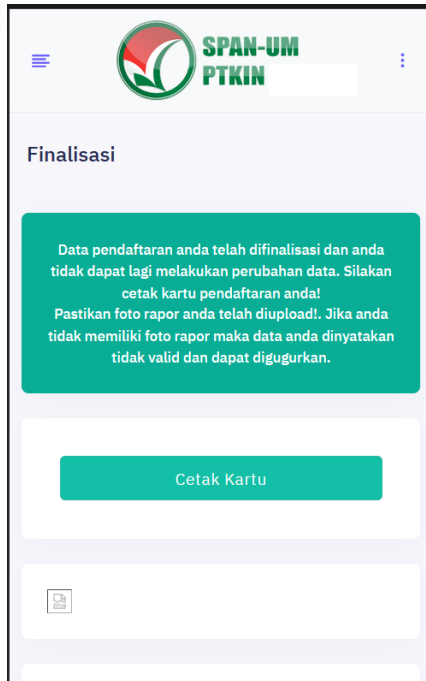 SPAN-UM
PTKIN
Finalisasi
Data pendaftaran anda telah difinalisasi dan anda
tidak dapat lagi melakukan perubahan data. Silakan
cetak kartu pendaftaran anda!
Pastikan foto rapor anda telah diupload!. Jika anda
tidak memiliki foto rapor maka data anda dinyatakan
tidak valid dan dapat digugurkan.
Cetak Kartu